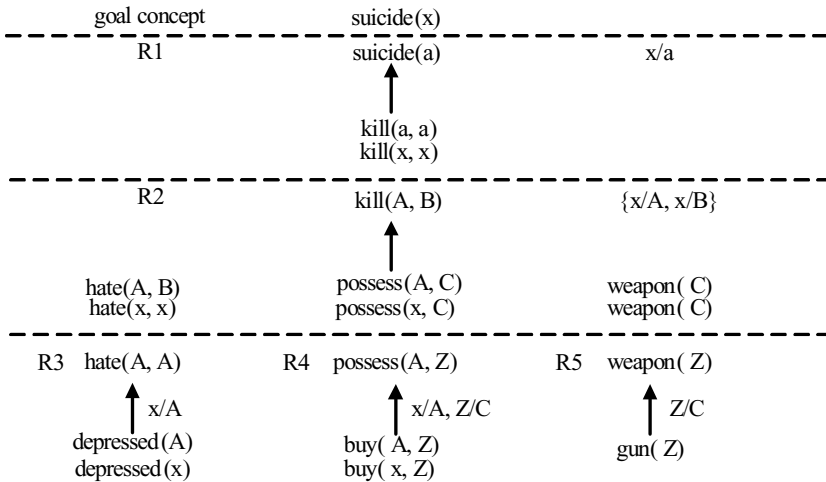 goal concept suicide(x)
R1 suicide(a) x/a
kill(a, a)
kill(x, x)
R2 kill(A, B) {x/A, x/B}
hate(A, B) possess(A, C) weapon( C)
hate(x, x) possess(x, C) weapon( C)
R3 hate(A, A) R4 possess(A, Z) R5 weapon( Z)
x/A x/A, Z/C Z/C
depressed(A) buy( A, Z) gun( Z)
depressed(x) buy( x, Z)